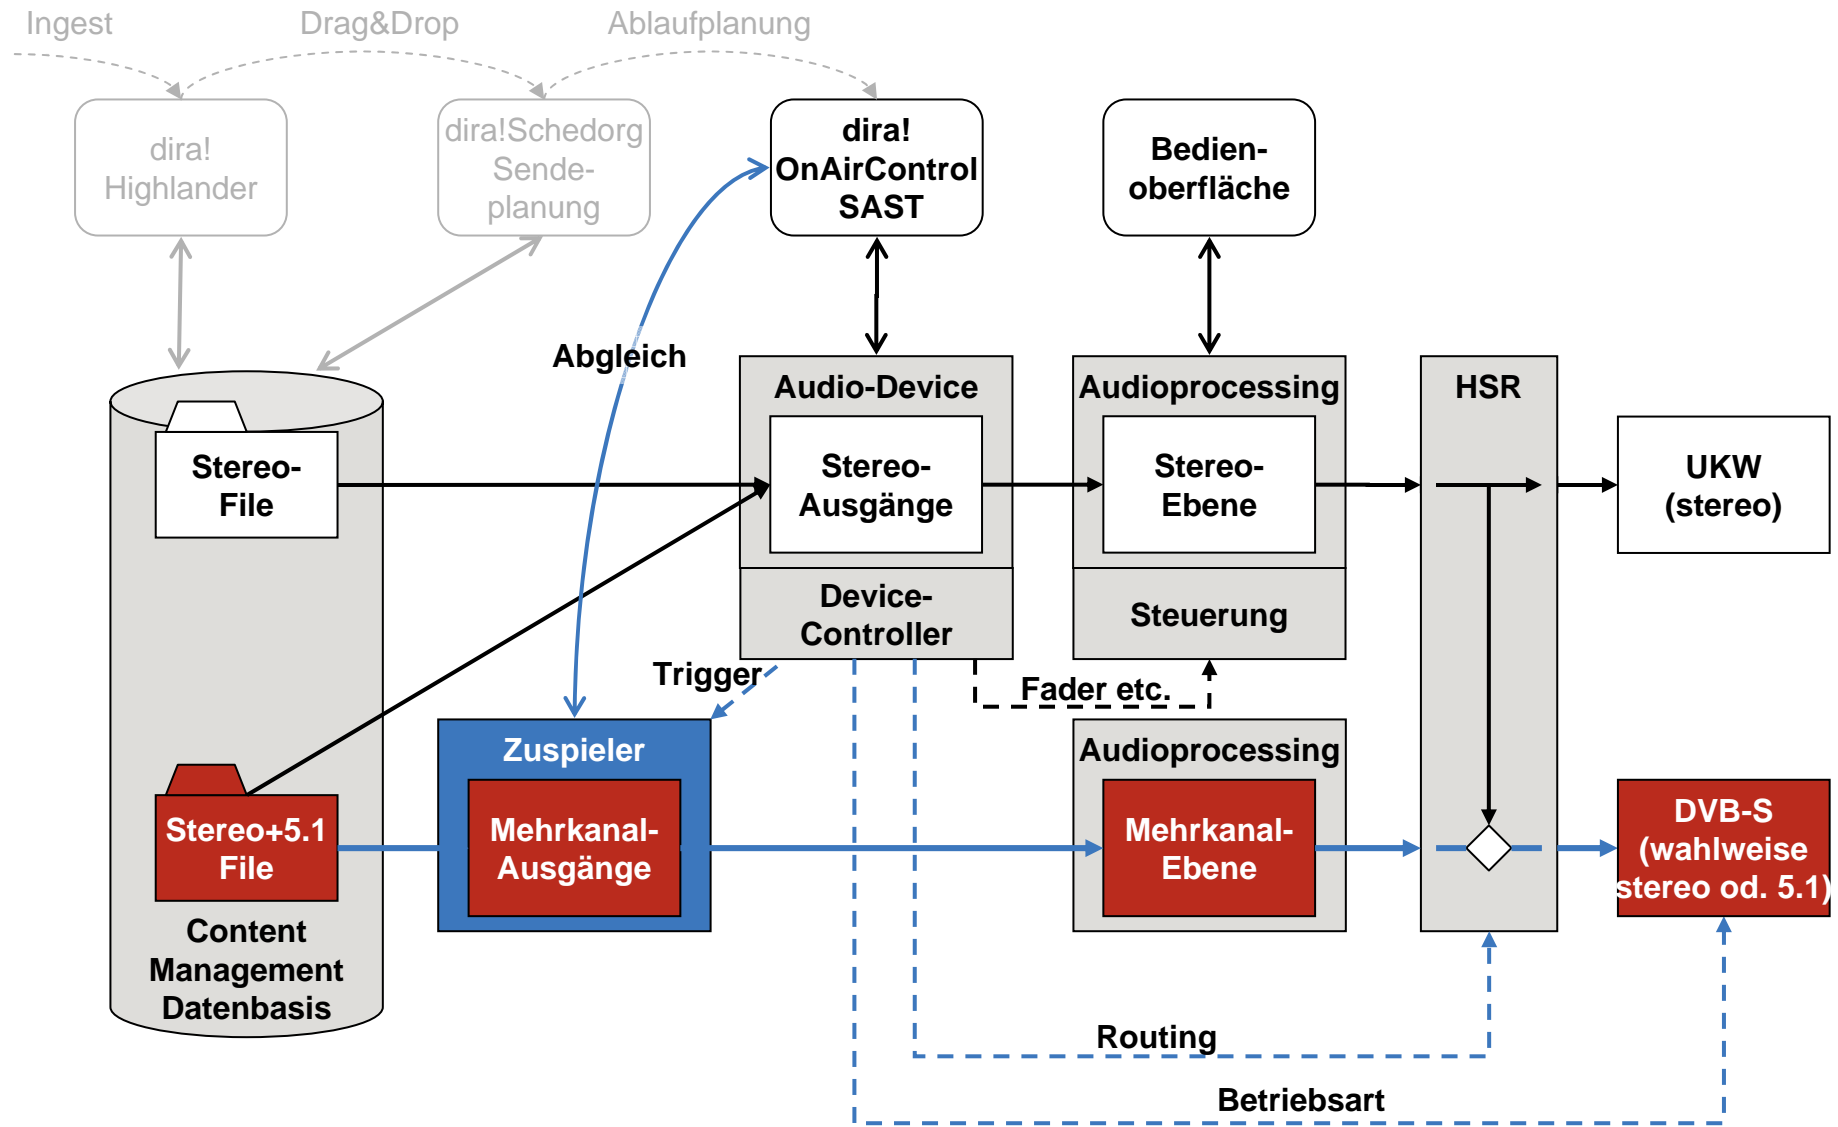 Ingest
Drag&Drop
Ablaufplanung
dira!
Highlander
dira!Schedorg
Sende-
planung
dira!
OnAirControl
SAST
Bedien-
oberfläche
Abgleich
Audio-Device
Audioprocessing
HSR
Stereo-
File
Stereo-
Ausgänge
Stereo-
Ebene
UKW
(stereo)
Device-
Controller
Steuerung
Trigger
Fader etc.
Zuspieler
Audioprocessing
Stereo+5.1
File
Mehrkanal-
Ausgänge
Mehrkanal-
Ebene
DVB-S
(wahlweise
stereo od. 5.1)
Content
Management
Datenbasis
Routing
Betriebsart